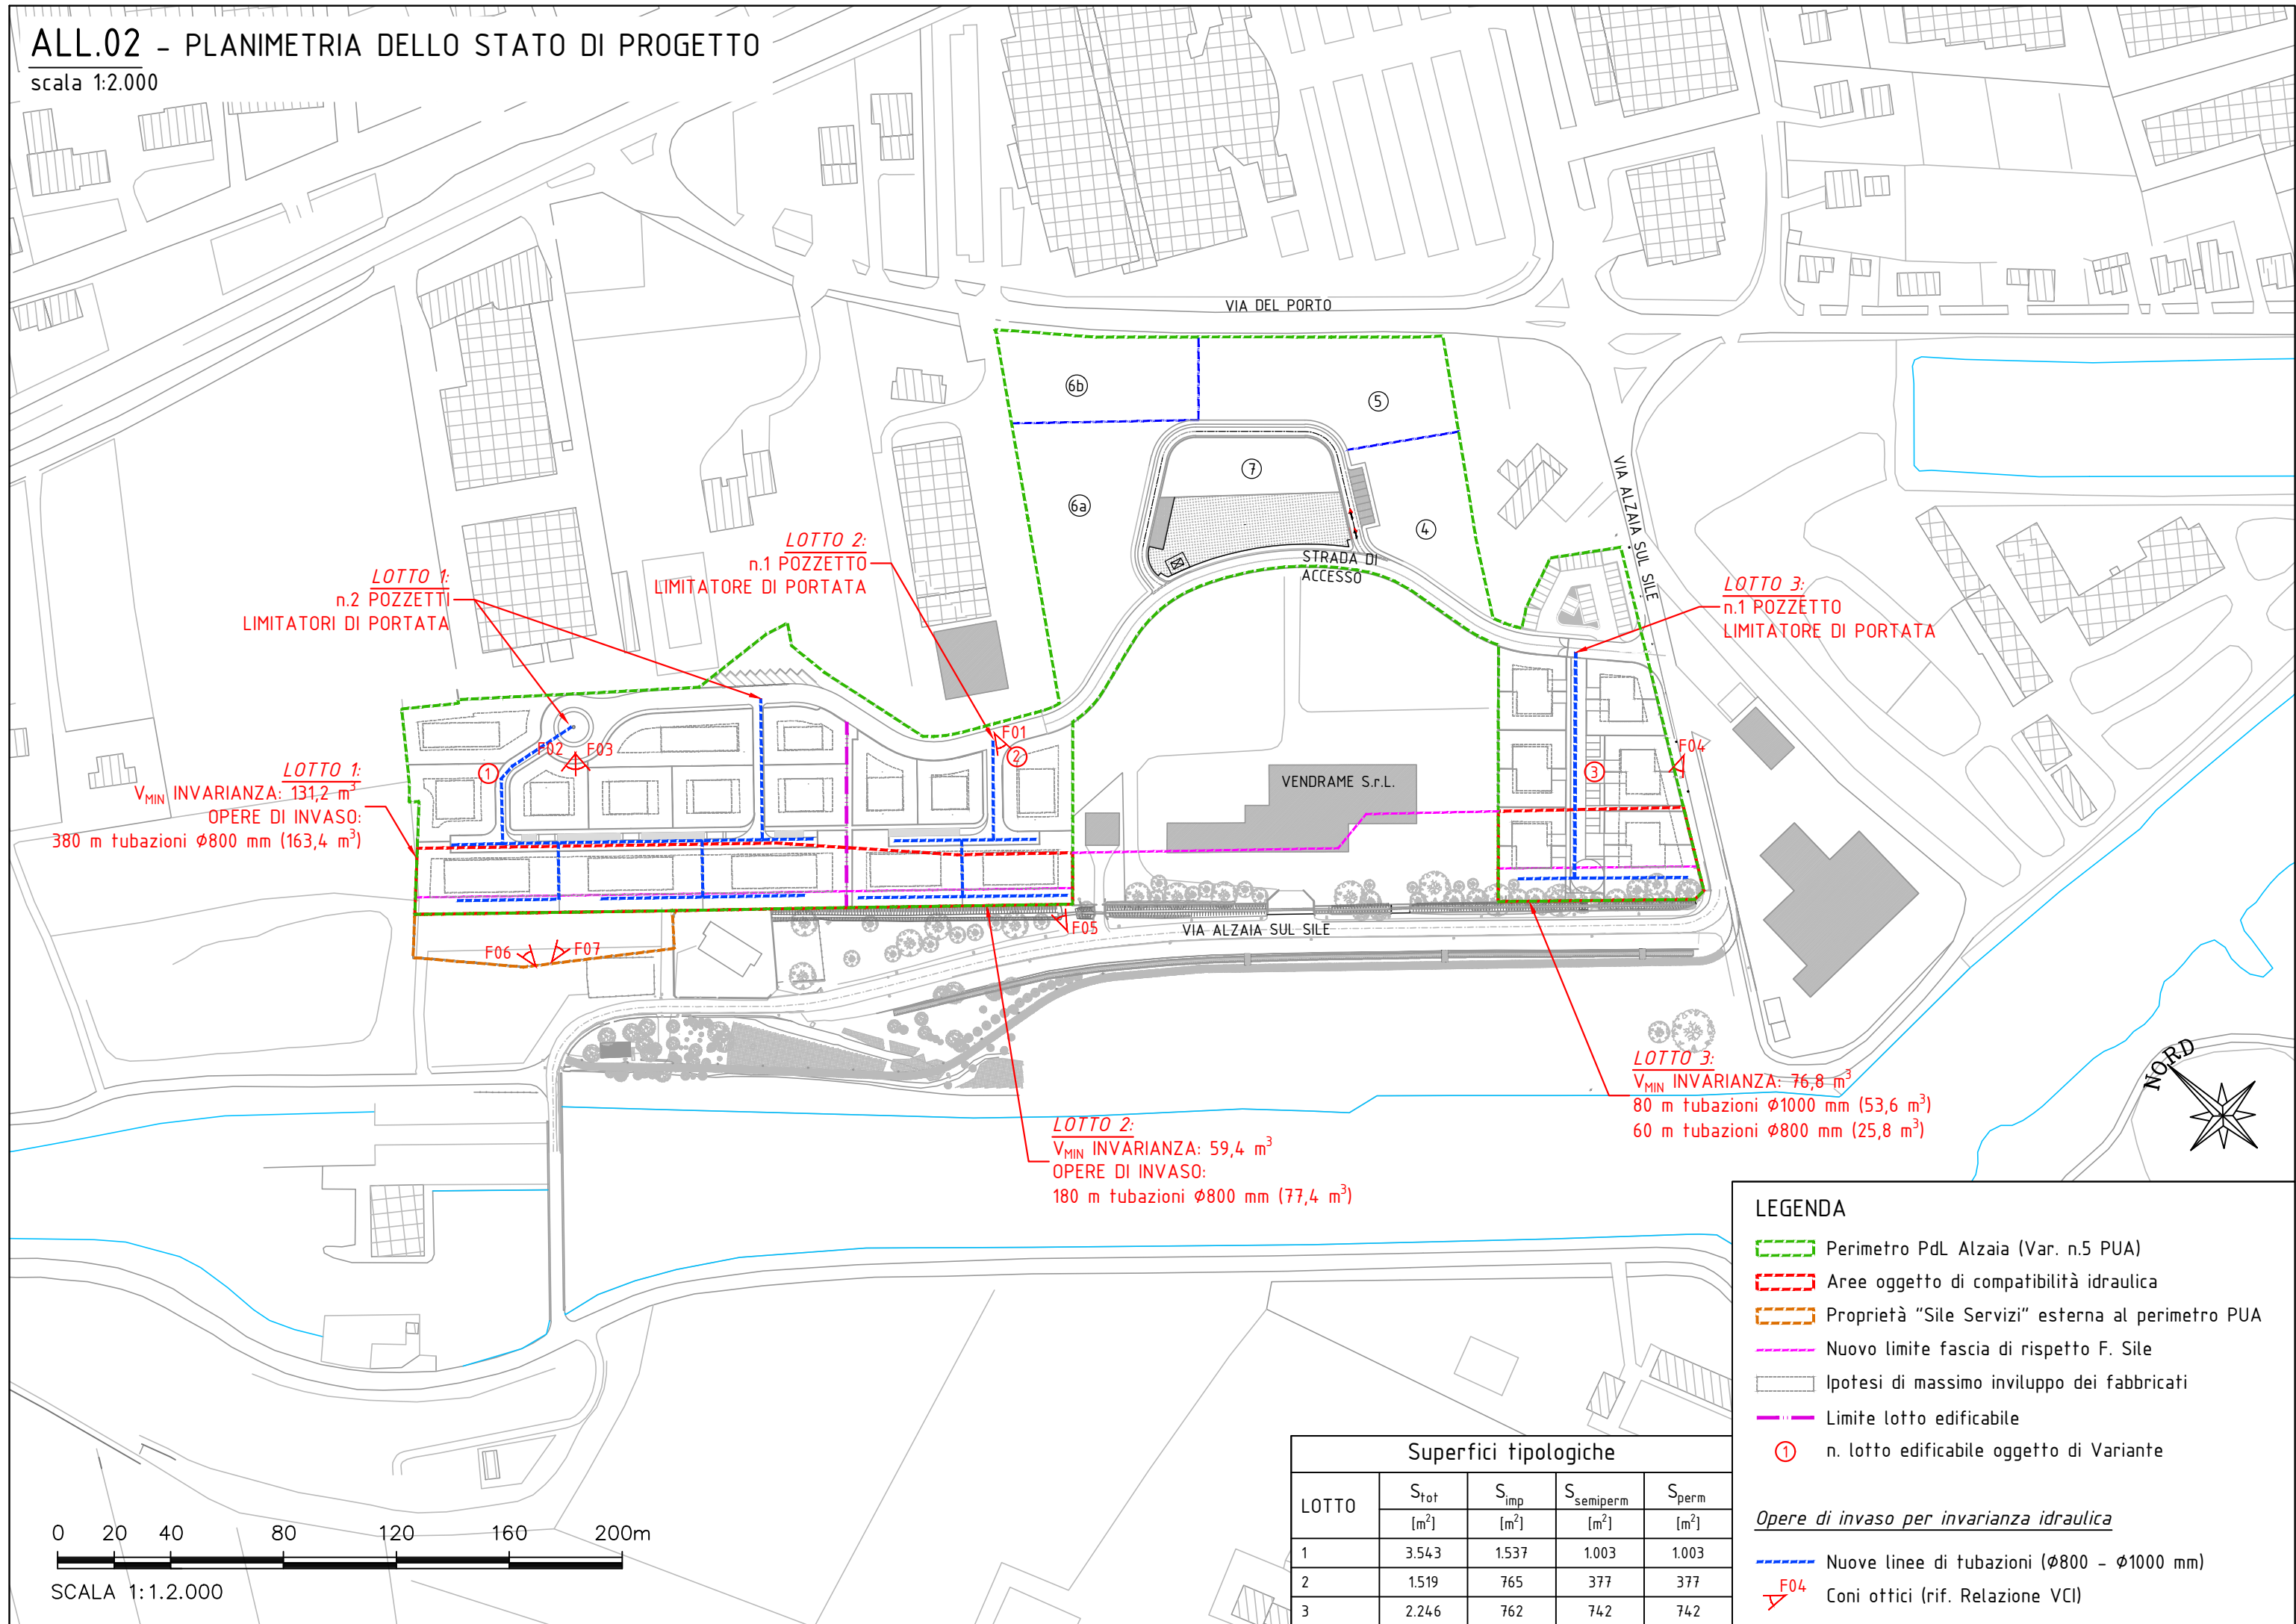 ALL.02 - PLANIMETRIA DELLO STATO DI PROGETTO
scala 1:2.000
VIA DEL PORTO
6b
5
7
6a
4
VIA ALZAIA SUL SILE
STRADA DI
ACCESSO
LOTTO 2:
n.1 POZZETTO
LIMITATORE DI PORTATA
LOTTO 1:
n.2 POZZETTI
LIMITATORI DI PORTATA
LOTTO 3:
n.1 POZZETTO
LIMITATORE DI PORTATA
F01
F02
F03
F04
1
2
3
VENDRAME S.r.L.
LOTTO 1:
VMIN INVARIANZA: 131,2 m³
OPERE DI INVASO:
380 m tubazioni Ø800 mm (163,4 m³)
F05
VIA ALZAIA SUL SILE
F06
F07
NORD
LOTTO 3:
VMIN INVARIANZA: 76,8 m³
80 m tubazioni Ø1000 mm (53,6 m³)
60 m tubazioni Ø800 mm (25,8 m³)
LOTTO 2:
VMIN INVARIANZA: 59,4 m³
OPERE DI INVASO:
180 m tubazioni Ø800 mm (77,4 m³)
LEGENDA
Perimetro PdL Alzaia (Var. n.5 PUA)
Aree oggetto di compatibilità idraulica
Proprietà "Sile Servizi" esterna al perimetro PUA
Nuovo limite fascia di rispetto F. Sile
Ipotesi di massimo inviluppo dei fabbricati
Limite lotto edificabile
1 n. lotto edificabile oggetto di Variante
Opere di invaso per invarianza idraulica
Nuove linee di tubazioni (Ø800 - Ø1000 mm)
F04 Coni ottici (rif. Relazione VCI)
Superfici tipologiche
LOTTO Stot Simp Ssemiperm Sperm
[m²] [m²] [m²] [m²]
1 3.543 1.537 1.003 1.003
2 1.519 765 377 377
3 2.246 762 742 742
0 20 40 80 120 160 200m
SCALA 1:1.2.000